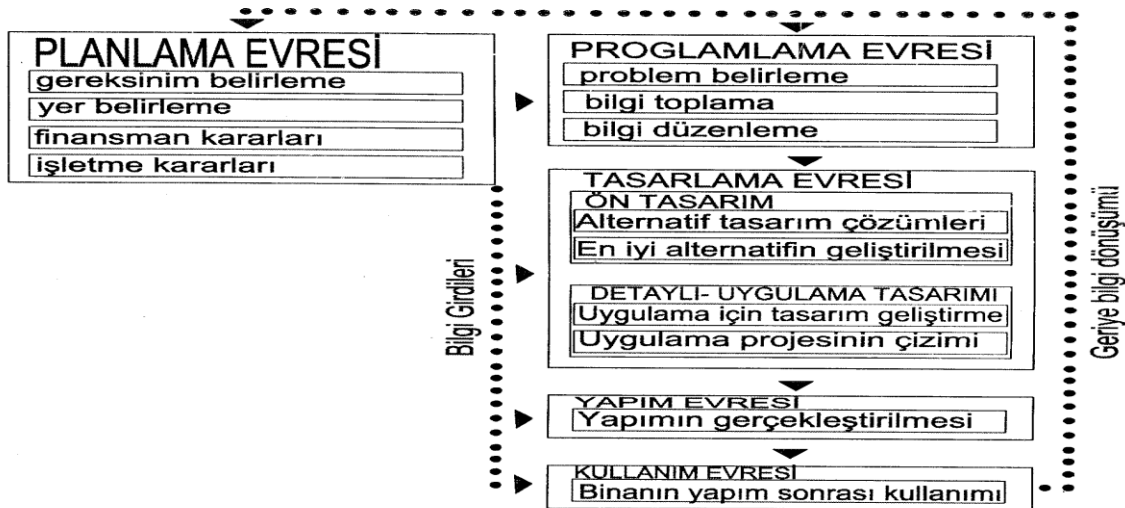 PLANLAMA EVRESİ
gereksinim belirleme
yer belirleme
finansman kararları
işletme kararları
PROGLAMLAMA EVRESİ
problem belirleme
bilgi toplama
bilgi düzenleme
TASARLAMA EVRESİ
ÖN TASARIM
Alternatif tasarım çözümleri
En iyi alternatifin geliştirilmesi
DETAYLI- UYGULAMA TASARIMI
Uygulama için tasarım geliştirme
Uygulama projesinin çizimi
YAPIM EVRESİ
Yapımın gerçekleştirilmesi
KULLANIM EVRESİ
Binanın yapım sonrası kullanımı
Bilgi Girdileri
Geriye bilgi dönüşümü